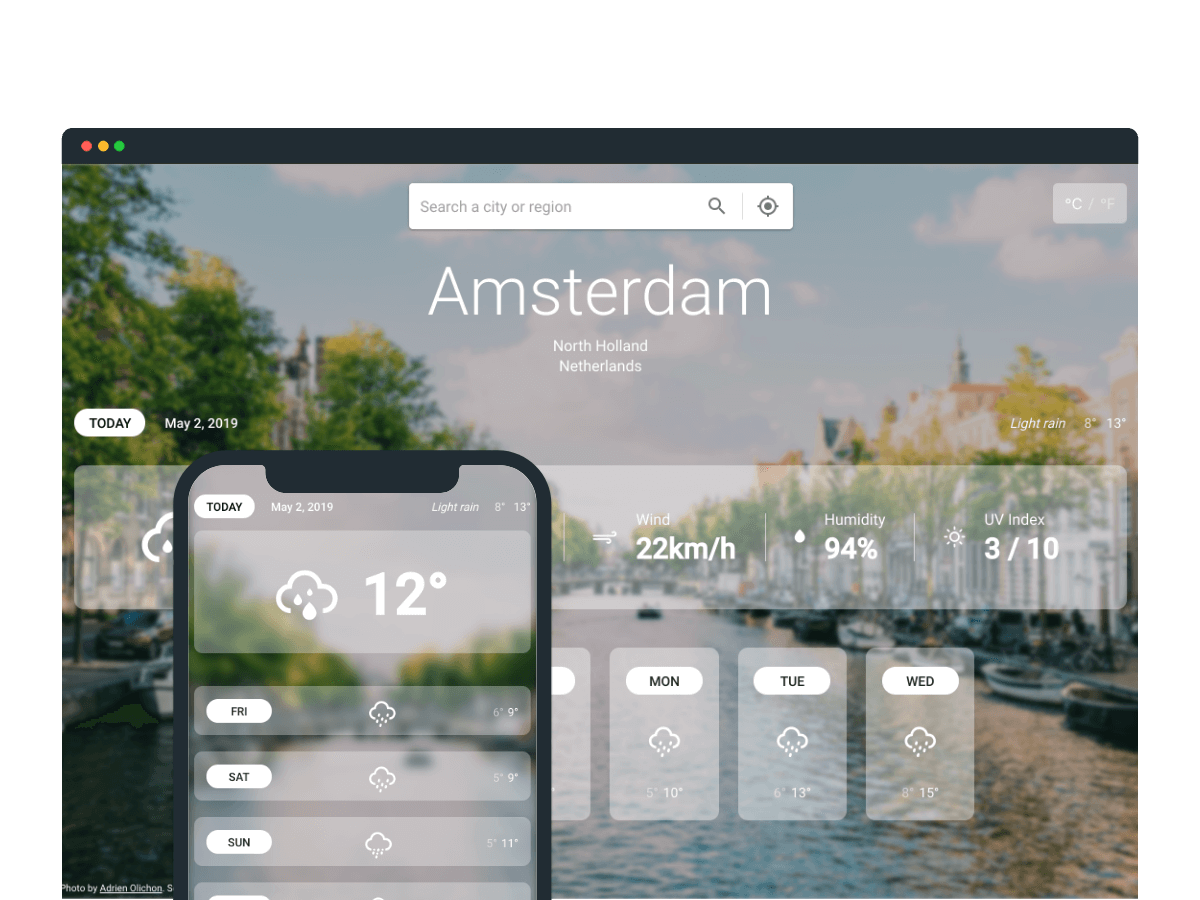 Search a city or region
°C / °F
Amsterdam
North Holland
Netherlands
TODAY May 2, 2019
Light rain 8° 13°
Wind
22km/h
Humidity
94%
UV Index
3 / 10
MON
5° 10°
TUE
6° 13°
WED
8° 15°
TODAY May 2, 2019 Light rain 8° 13°
12°
FRI 6° 9°
SAT 5° 9°
SUN 5° 11°
Photo by Adrien Olichon. S